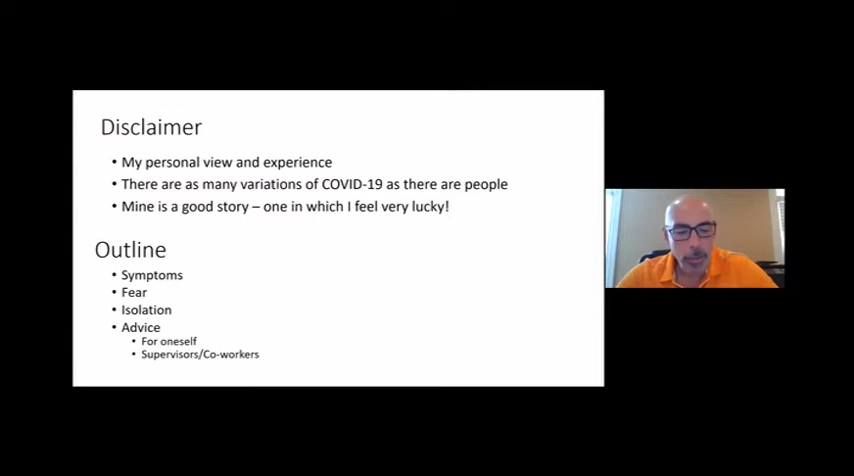 Disclaimer
• My personal view and experience
• There are as many variations of COVID-19 as there are people
• Mine is a good story – one in which I feel very lucky!
Outline
• Symptoms
• Fear
• Isolation
• Advice
• For oneself
• Supervisors/Co-workers